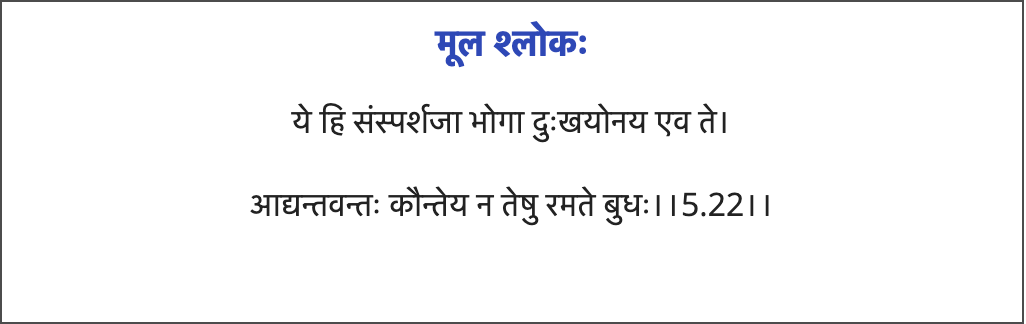 मूल श्लोकः
ये हि संस्पर्शजा भोगा दुःखयोनय एव ते।
आद्यन्तवन्तः कौन्तेय न तेषु रमते बुधः।।5.22।।